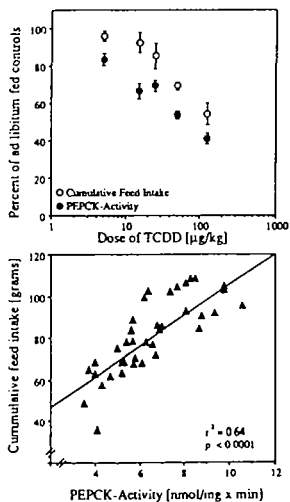 Percent of ad libitum fed controls
100
80
60
40
20
0
Cumulative Feed Intake
PEPCK-Activity
1
10
100
1000
Dose of TCDD [μg/kg]
Cummulative feed intake [grams]
120
100
80
60
40
r² = 0.64
p < 0.0001
4
6
8
10
12
PEPCK-Activity [nmol/mg x min]